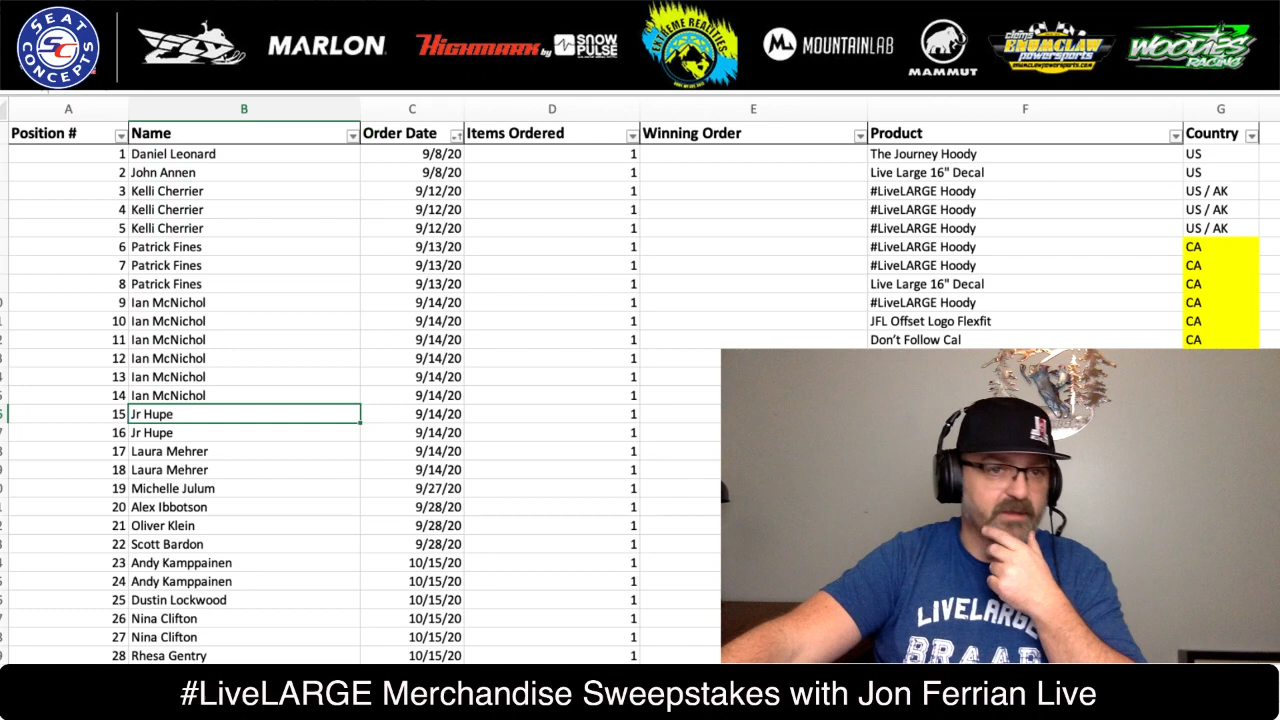 SEAT CONCEPTS SC
FLY
MARLON
HIGHMARK by SNOWPULSE
EXTREME REALITIES
MOUNTAINLAB
MAMMUT
clems ENUMCLAW powersports enumclawpowersports.com
WOODIES RACING
A B C D E F G
Position # Name Order Date Items Ordered Winning Order Product Country
1 Daniel Leonard 9/8/20 1 The Journey Hoody US
2 John Annen 9/8/20 1 Live Large 16" Decal US
3 Kelli Cherrier 9/12/20 1 #LiveLARGE Hoody US / AK
4 Kelli Cherrier 9/12/20 1 #LiveLARGE Hoody US / AK
5 Kelli Cherrier 9/12/20 1 #LiveLARGE Hoody US / AK
6 Patrick Fines 9/13/20 1 #LiveLARGE Hoody CA
7 Patrick Fines 9/13/20 1 #LiveLARGE Hoody CA
8 Patrick Fines 9/13/20 1 Live Large 16" Decal CA
9 Ian McNichol 9/14/20 1 #LiveLARGE Hoody CA
10 Ian McNichol 9/14/20 1 JFL Offset Logo Flexfit CA
11 Ian McNichol 9/14/20 1 Don't Follow Cal CA
12 Ian McNichol 9/14/20 1
13 Ian McNichol 9/14/20 1
14 Ian McNichol 9/14/20 1
15 Jr Hupe 9/14/20 1
16 Jr Hupe 9/14/20 1
17 Laura Mehrer 9/14/20 1
18 Laura Mehrer 9/14/20 1
19 Michelle Julum 9/27/20 1
20 Alex Ibbotson 9/28/20 1
21 Oliver Klein 9/28/20 1
22 Scott Bardon 9/28/20 1
23 Andy Kamppainen 10/15/20 1
24 Andy Kamppainen 10/15/20 1
25 Dustin Lockwood 10/15/20 1
26 Nina Clifton 10/15/20 1
27 Nina Clifton 10/15/20 1
28 Rhesa Gentry 10/15/20 1
LIVELARGE
BRAAP
#LiveLARGE Merchandise Sweepstakes with Jon Ferrian Live